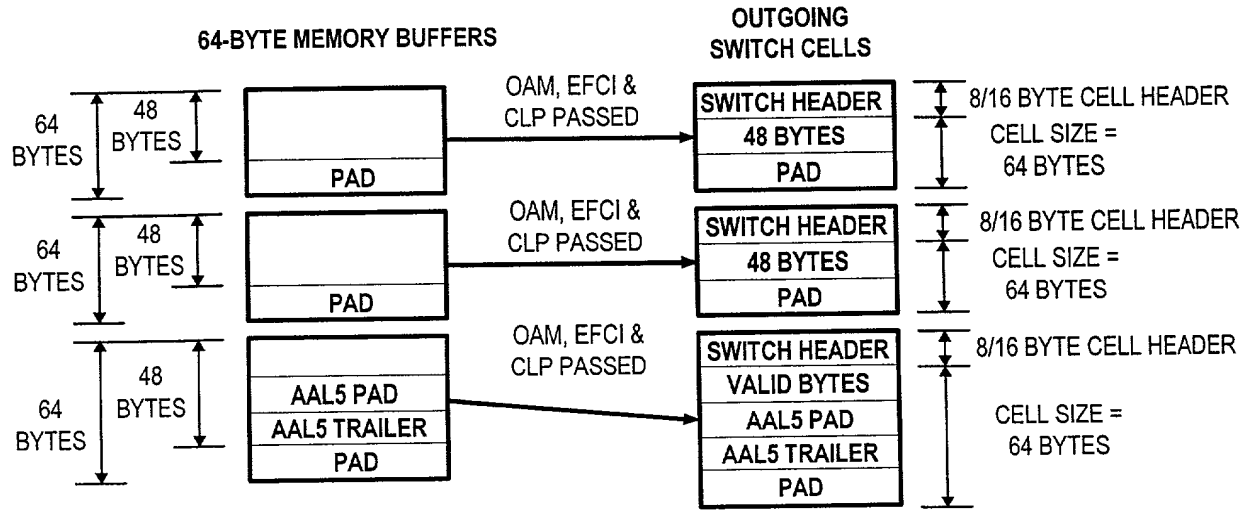 64-BYTE MEMORY BUFFERS
OUTGOING
SWITCH CELLS
64
BYTES
48
BYTES
PAD
OAM, EFCI &
CLP PASSED
SWITCH HEADER
48 BYTES
PAD
8/16 BYTE CELL HEADER
CELL SIZE =
64 BYTES
64
BYTES
48
BYTES
PAD
OAM, EFCI &
CLP PASSED
SWITCH HEADER
48 BYTES
PAD
8/16 BYTE CELL HEADER
CELL SIZE =
64 BYTES
64
BYTES
48
BYTES
AAL5 PAD
AAL5 TRAILER
PAD
OAM, EFCI &
CLP PASSED
SWITCH HEADER
VALID BYTES
AAL5 PAD
AAL5 TRAILER
PAD
8/16 BYTE CELL HEADER
CELL SIZE =
64 BYTES